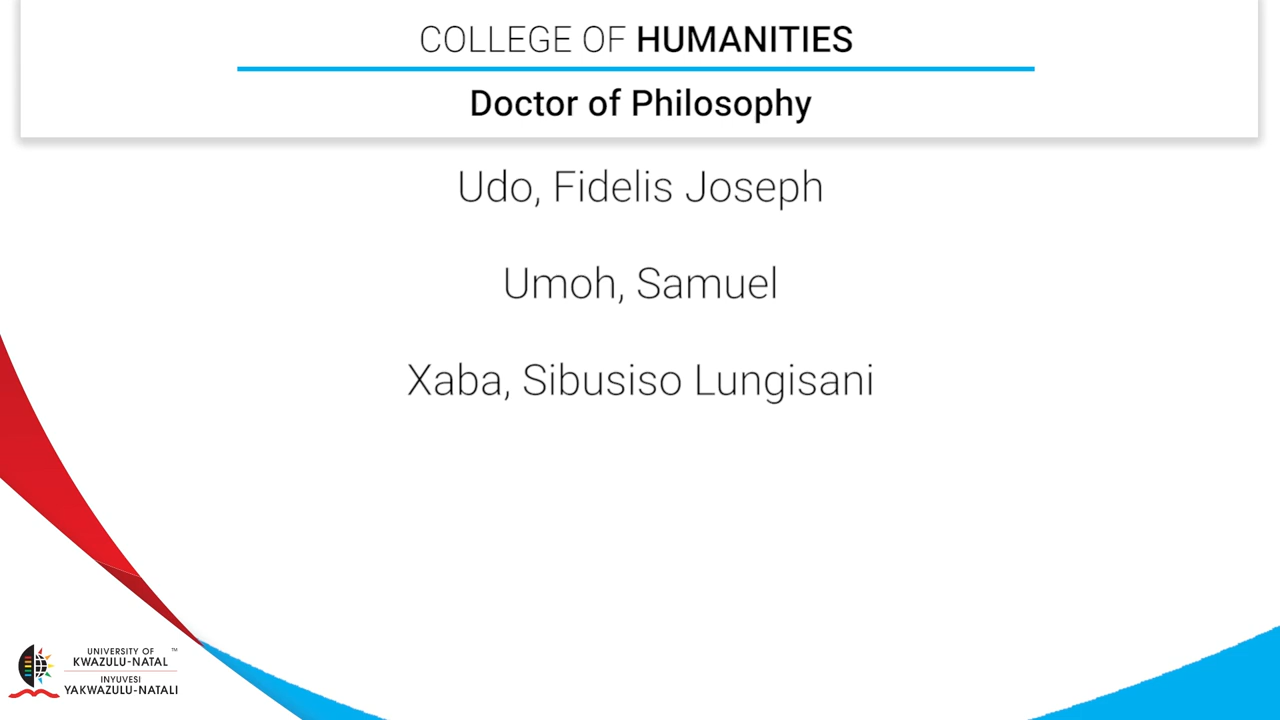 COLLEGE OF HUMANITIES
Doctor of Philosophy
Udo, Fidelis Joseph
Umoh, Samuel
Xaba, Sibusiso Lungisani
UNIVERSITY OF ™
KWAZULU-NATAL
INYUVESI
YAKWAZULU-NATALI